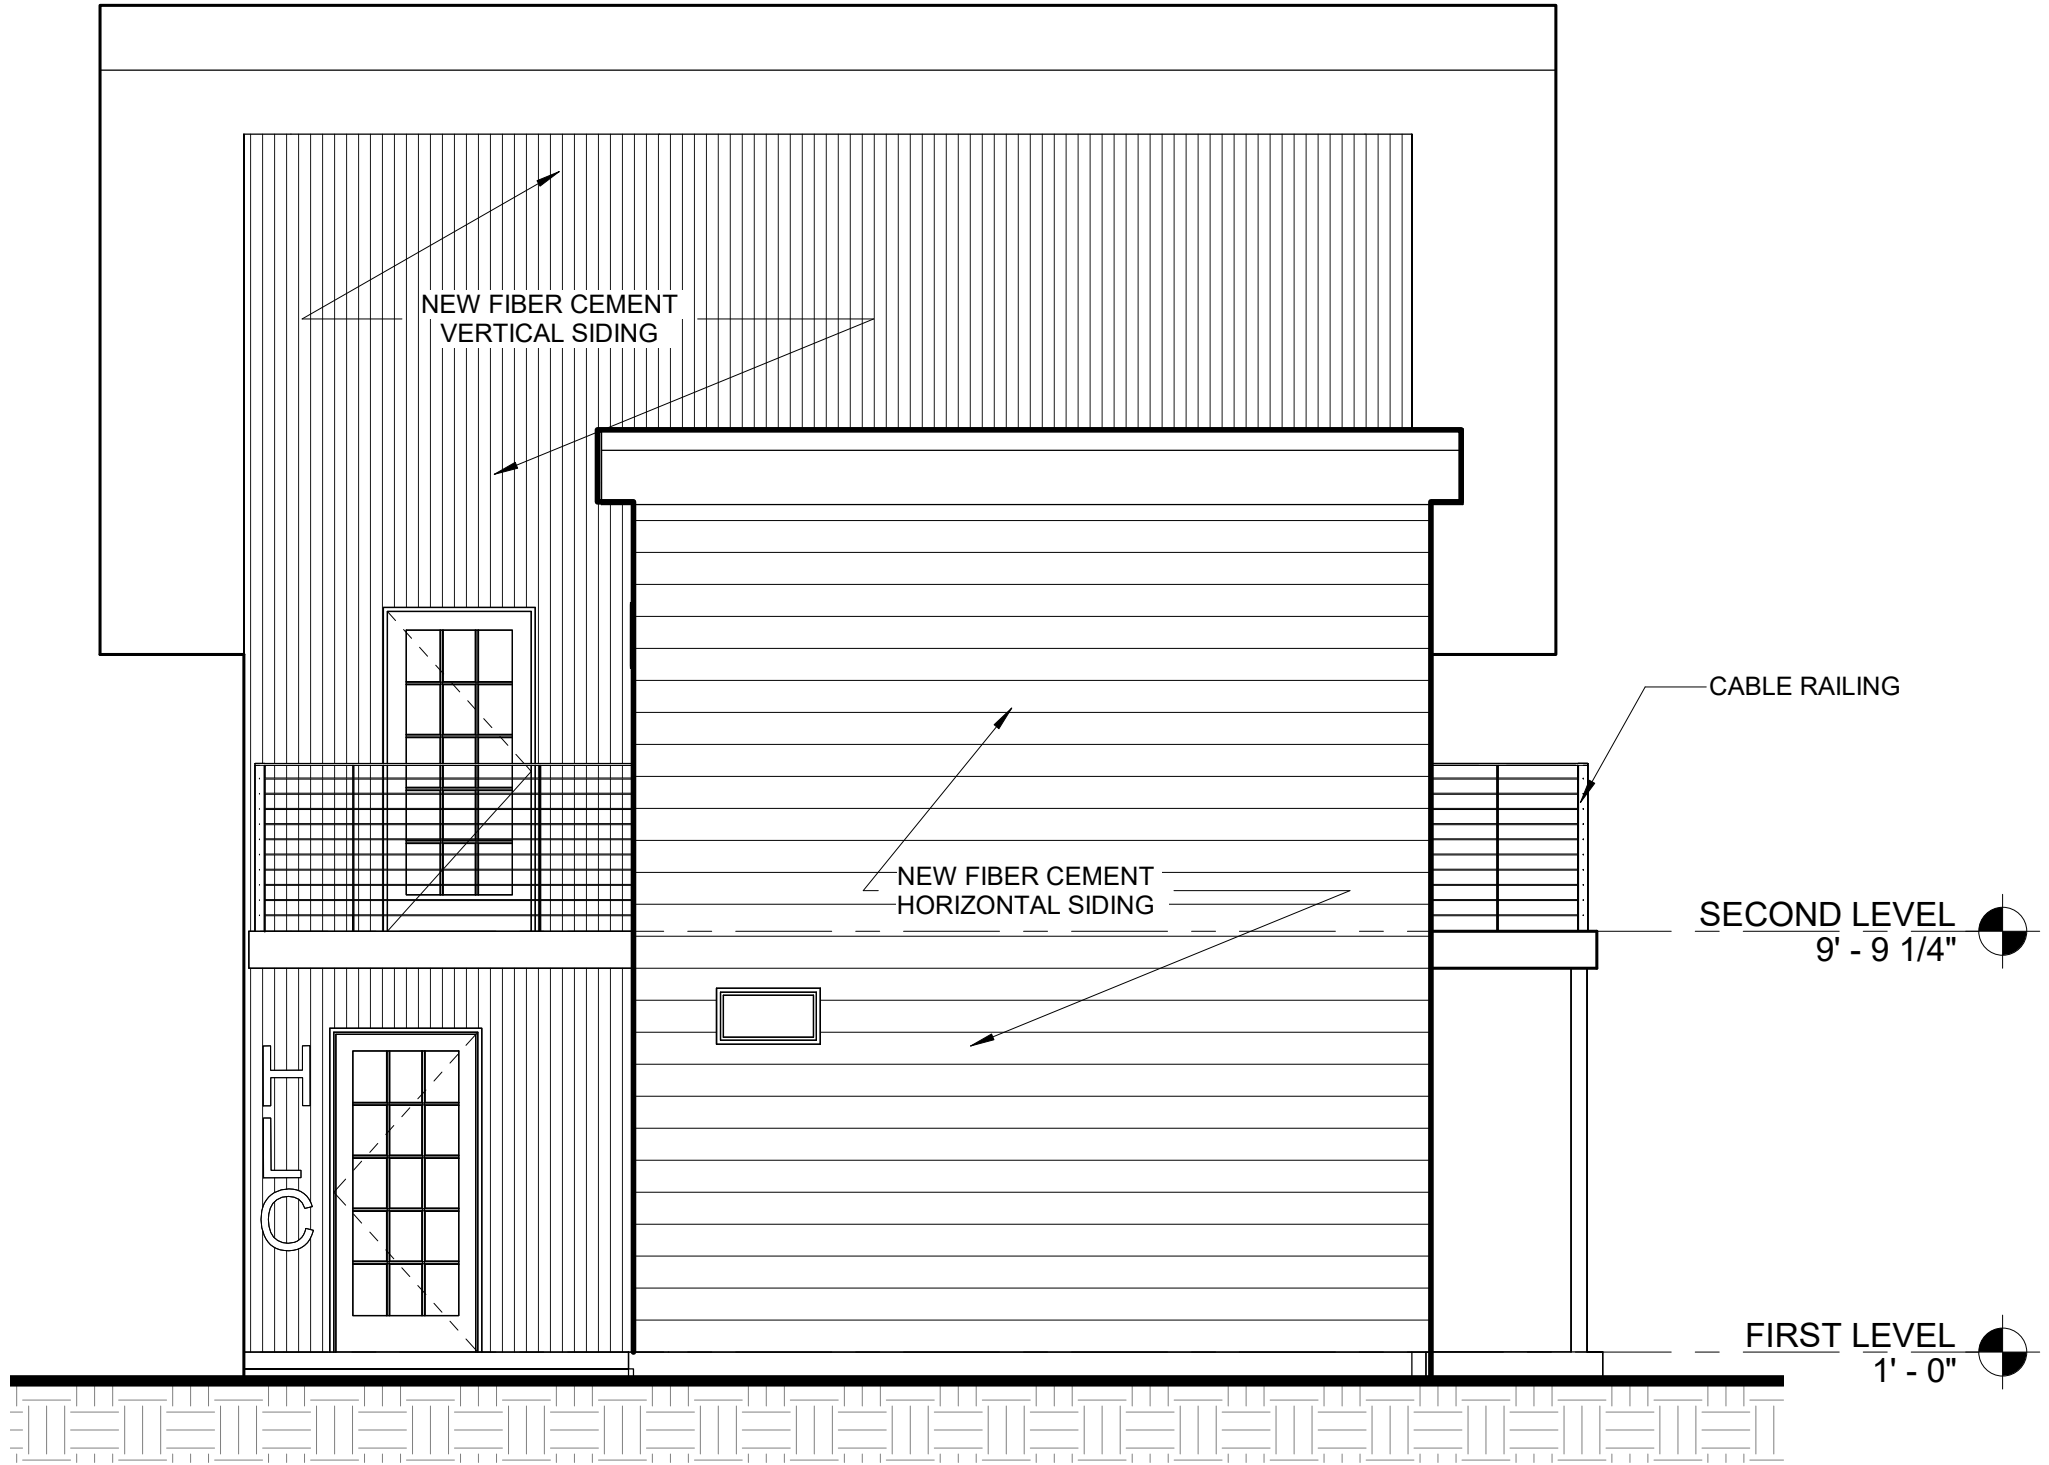 NEW FIBER CEMENT
VERTICAL SIDING
CABLE RAILING
NEW FIBER CEMENT
HORIZONTAL SIDING
SECOND LEVEL
9' - 9 1/4"
H
L
C
FIRST LEVEL
1' - 0"